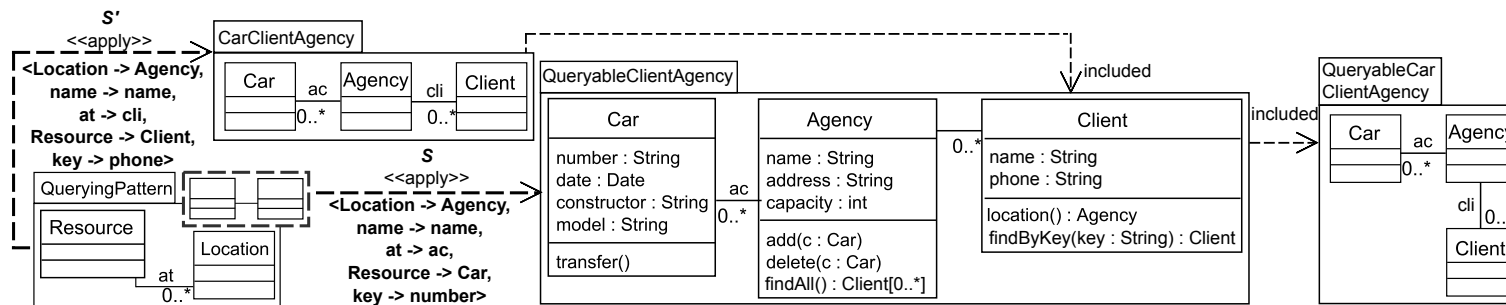 S'
<<apply>>
<Location -> Agency,
name -> name,
at -> cli,
Resource -> Client,
key -> phone>
CarClientAgency
Car
ac
0..*
Agency
cli
0..*
Client
QueryingPattern
Resource
at
0..*
Location
S
<<apply>>
<Location -> Agency,
name -> name,
at -> ac,
Resource -> Car,
key -> number>
QueryableClientAgency
included
Car
number : String
date : Date
constructor : String
model : String
transfer()
ac
0..*
Agency
name : String
address : String
capacity : int
add(c : Car)
delete(c : Car)
findAll() : Client[0..*]
0..*
Client
name : String
phone : String
location() : Agency
findByKey(key : String) : Client
included
QueryableCar
ClientAgency
Car
ac
0..*
Agency
cli
0..
Client